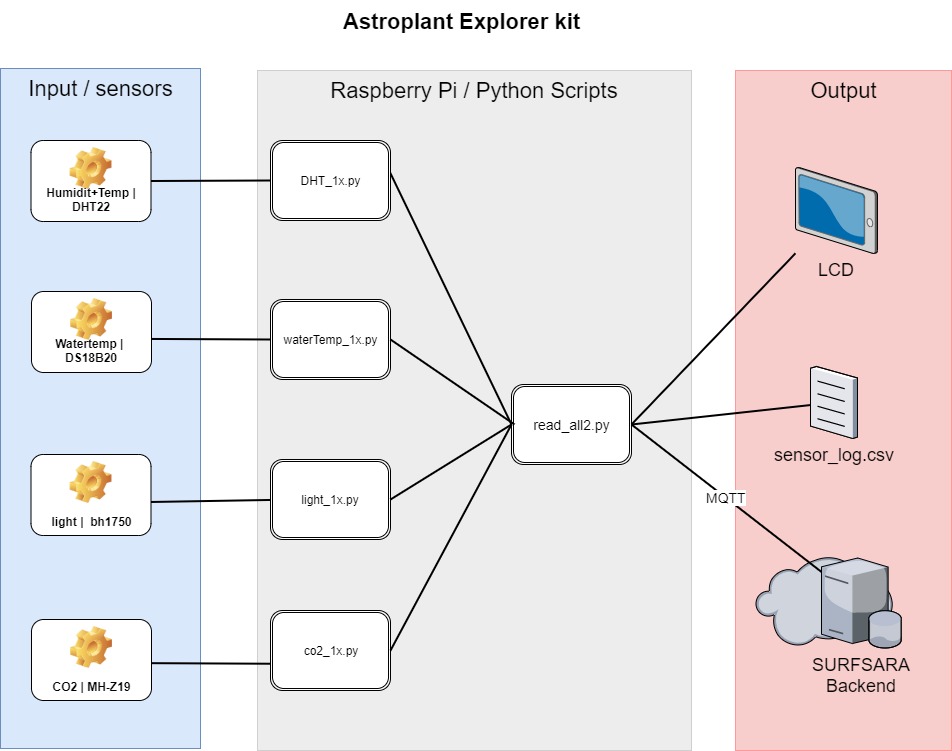 Astroplant Explorer kit
Input / sensors
Raspberry Pi / Python Scripts
Output
Humidit+Temp |
DHT22
DHT_1x.py
LCD
Watertemp |
DS18B20
waterTemp_1x.py
read_all2.py
sensor_log.csv
light | bh1750
light_1x.py
MQTT
CO2 | MH-Z19
co2_1x.py
SURFSARA
Backend